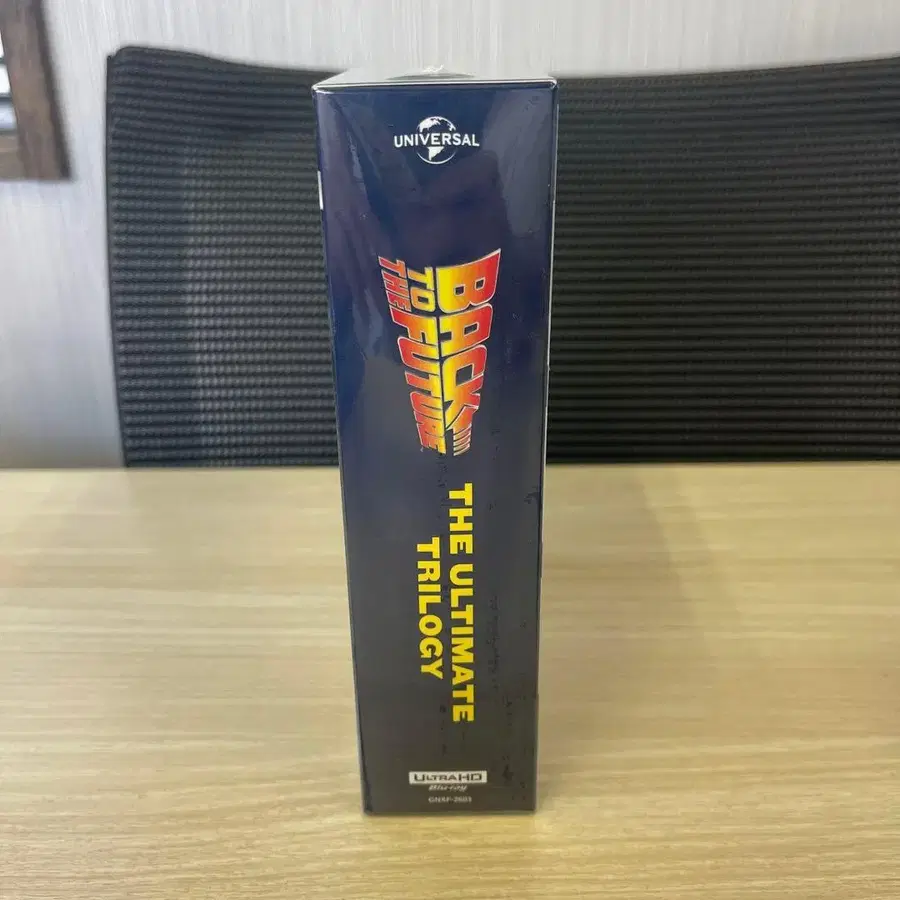 UNIVERSAL
BACK
TO
THE FUTURE
THE ULTIMATE
TRILOGY
ULTRA HD
Blu-ray